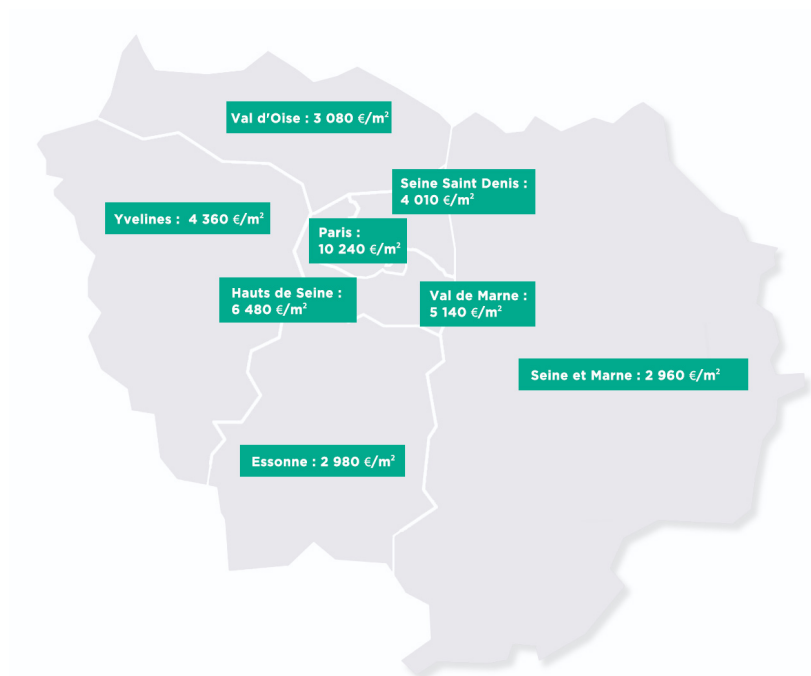 Val d'Oise : 3 080 €/m²
Seine Saint Denis :
4 010 €/m²
Yvelines : 4 360 €/m²
Paris :
10 240 €/m²
Hauts de Seine :
6 480 €/m²
Val de Marne :
5 140 €/m²
Seine et Marne : 2 960 €/m²
Essonne : 2 980 €/m²